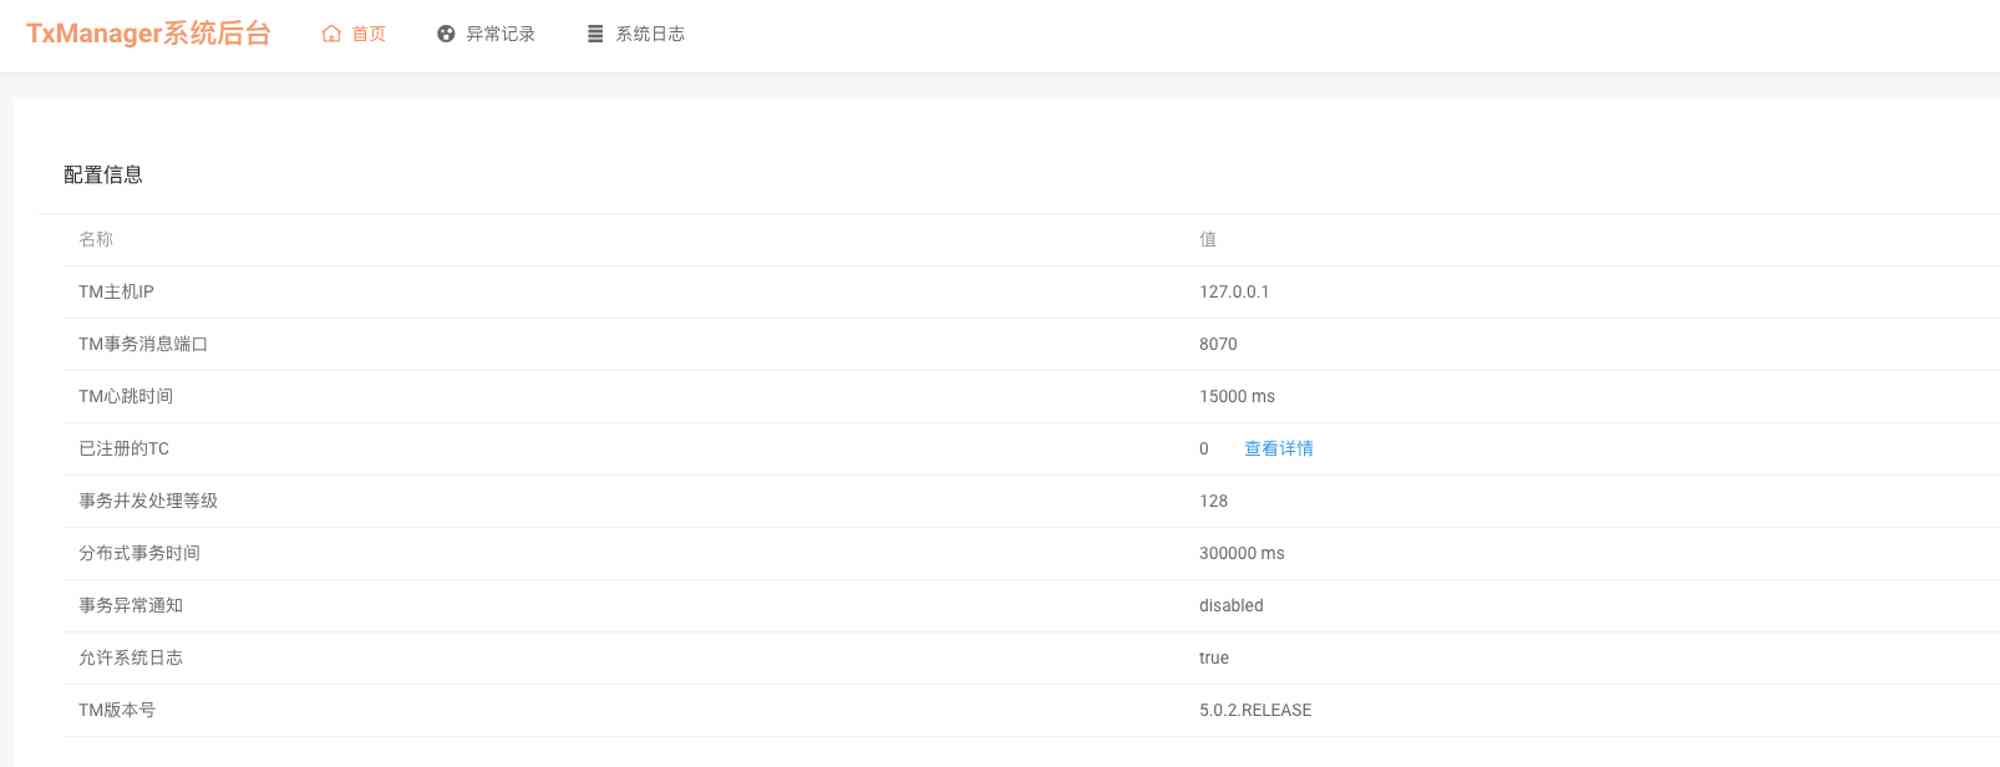 TxManager系统后台 首页 异常记录 系统日志
配置信息
名称 值
TM主机IP 127.0.0.1
TM事务消息端口 8070
TM心跳时间 15000 ms
已注册的TC 0 查看详情
事务并发处理等级 128
分布式事务时间 300000 ms
事务异常通知 disabled
允许系统日志 true
TM版本号 5.0.2.RELEASE